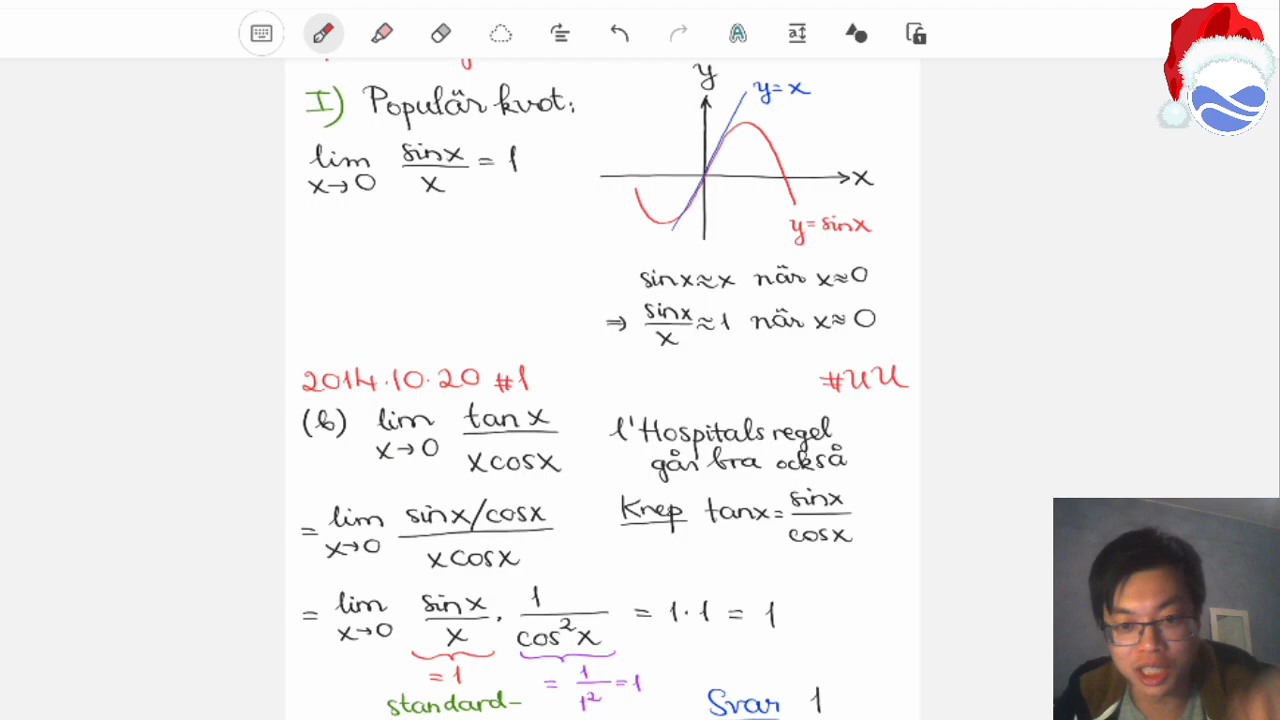 I) Populär kvot:
lim x→0 sinx/x = 1
y
y=x
x
y=sinx
sinx≈x när x≈0
⇒ sinx/x ≈ 1 när x≈0
2014.10.20 #1 #UU
(b) lim x→0 tanx/xcosx
l'Hospitals regel
går bra också
= lim x→0 sinx/cosx / xcosx
Knep tanx = sinx/cosx
= lim x→0 sinx/x · 1/cos²x = 1·1 = 1
=1
= 1/1² = 1
standard-
Svar 1